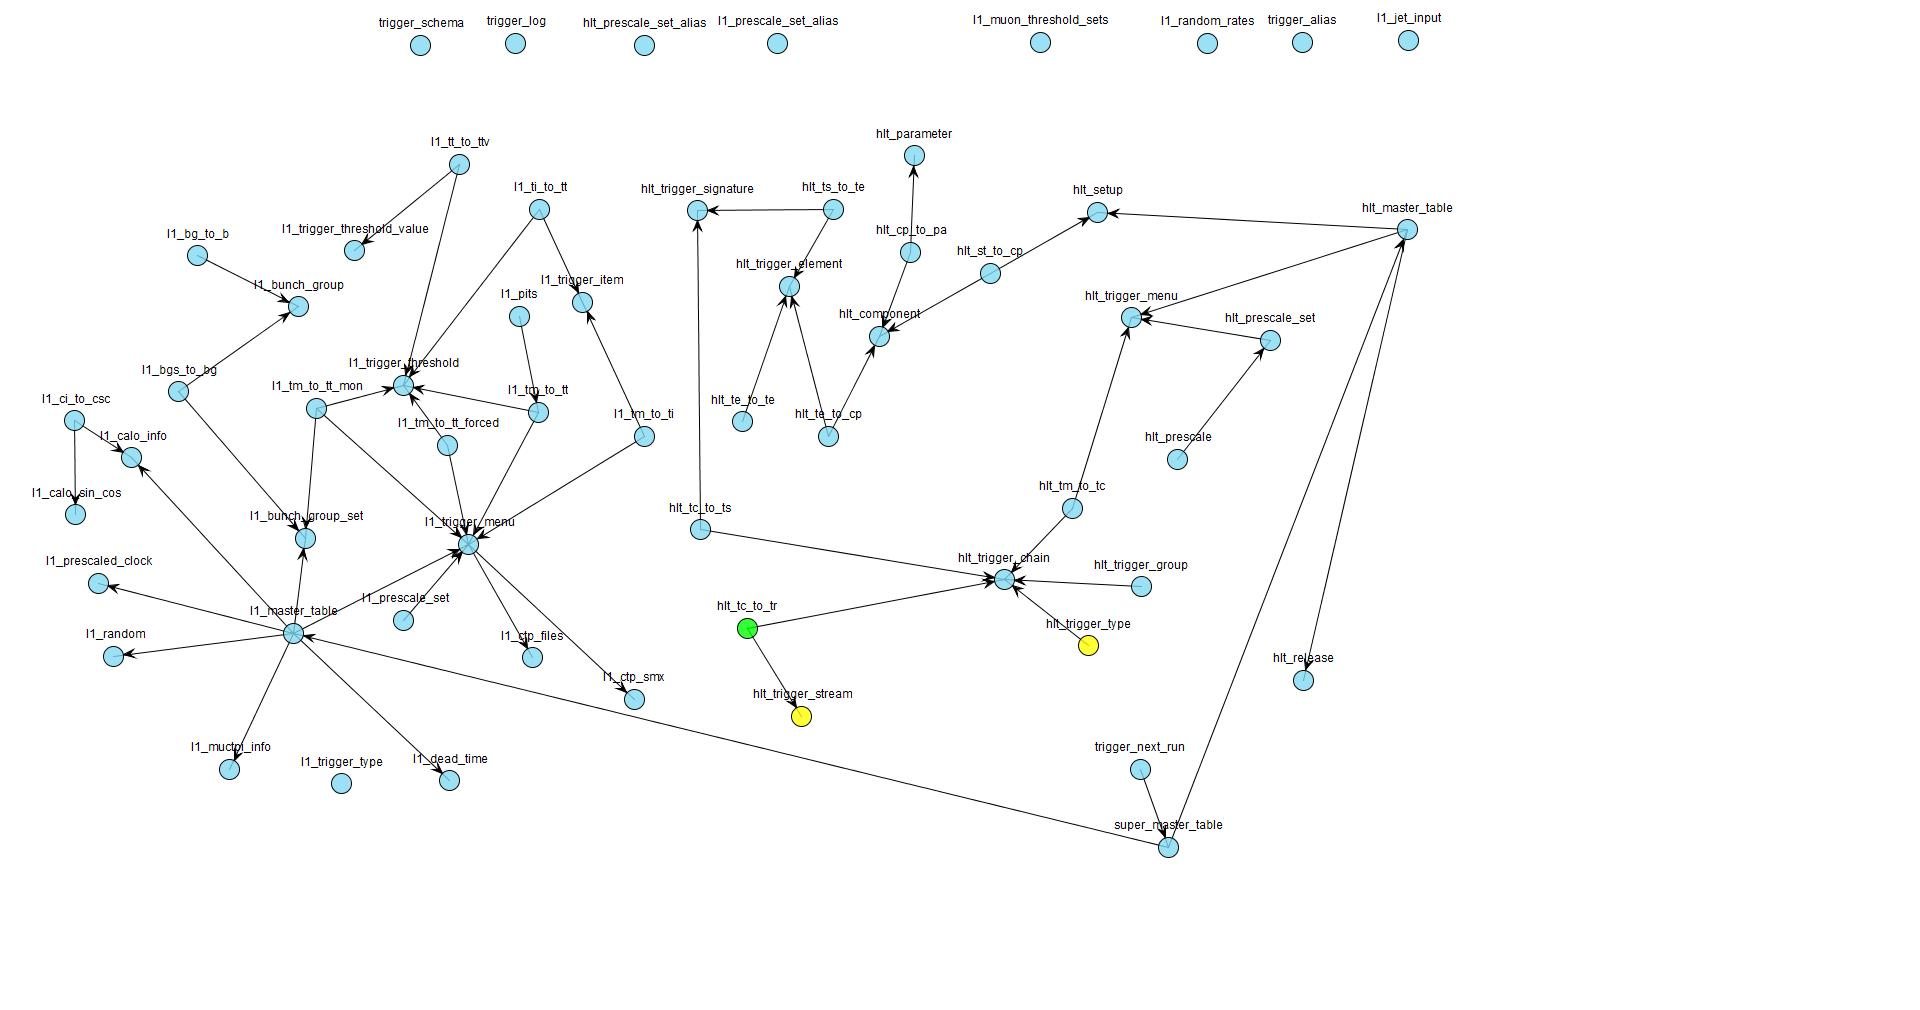 trigger_schema
trigger_log
hlt_prescale_set_alias
l1_prescale_set_alias
l1_muon_threshold_sets
l1_random_rates
trigger_alias
l1_jet_input
l1_tt_to_ttv
hlt_parameter
l1_ti_to_tt
hlt_trigger_signature
hlt_ts_to_te
hlt_setup
hlt_master_table
l1_bg_to_b
l1_trigger_threshold_value
hlt_cp_to_pa
hlt_st_to_cp
hlt_trigger_element
l1_bunch_group
l1_pits
l1_trigger_item
hlt_component
hlt_trigger_menu
hlt_prescale_set
l1_bgs_to_bg
l1_trigger_threshold
l1_tm_to_tt_mon
l1_tm_to_tt
l1_ci_to_csc
l1_tm_to_tt_forced
l1_tm_to_ti
hlt_te_to_te
hlt_te_to_cp
l1_calo_info
hlt_prescale
l1_calo_sin_cos
hlt_tm_to_tc
l1_bunch_group_set
l1_trigger_menu
hlt_tc_to_ts
l1_prescaled_clock
hlt_trigger_chain
hlt_trigger_group
l1_master_table
l1_prescale_set
hlt_tc_to_tr
l1_random
l1_ctp_files
hlt_trigger_type
hlt_release
l1_ctp_smx
hlt_trigger_stream
l1_muctpi_info
l1_trigger_type
l1_dead_time
trigger_next_run
super_master_table